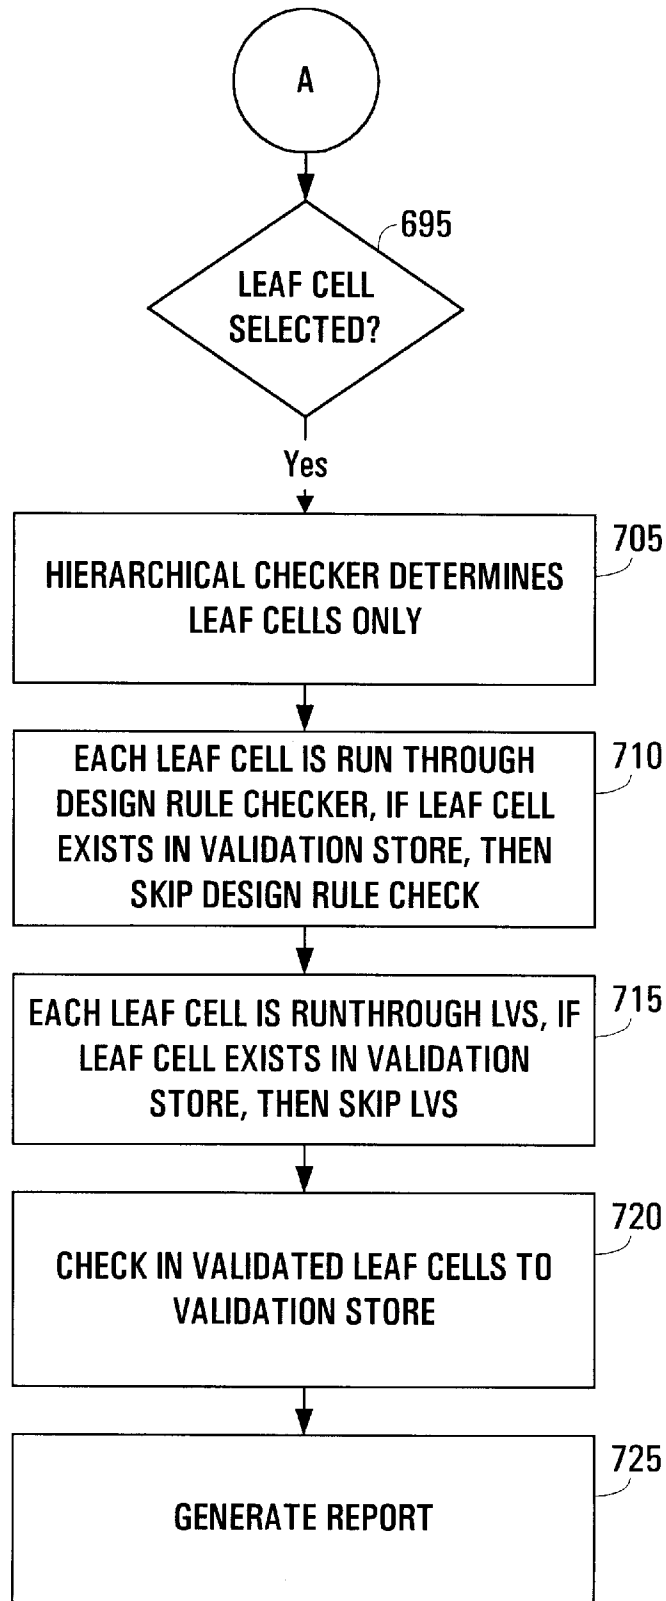 A
695
LEAF CELL
SELECTED?
Yes
705
HIERARCHICAL CHECKER DETERMINES
LEAF CELLS ONLY
710
EACH LEAF CELL IS RUN THROUGH
DESIGN RULE CHECKER, IF LEAF CELL
EXISTS IN VALIDATION STORE, THEN
SKIP DESIGN RULE CHECK
715
EACH LEAF CELL IS RUNTHROUGH LVS, IF
LEAF CELL EXISTS IN VALIDATION
STORE, THEN SKIP LVS
720
CHECK IN VALIDATED LEAF CELLS TO
VALIDATION STORE
725
GENERATE REPORT